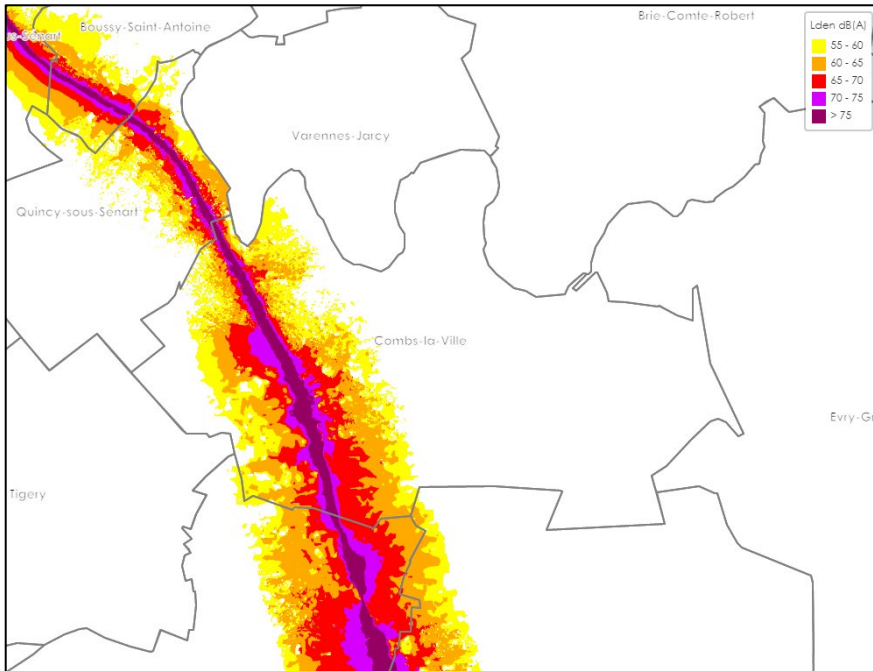 Brie-Comte-Robert
Boussy-Saint-Antoine
Lden dB(A)
55 - 60
60 - 65
65 - 70
70 - 75
> 75
Varennes-Jarcy
Quincy-sous-Senart
Combs-la-Ville
Tigery